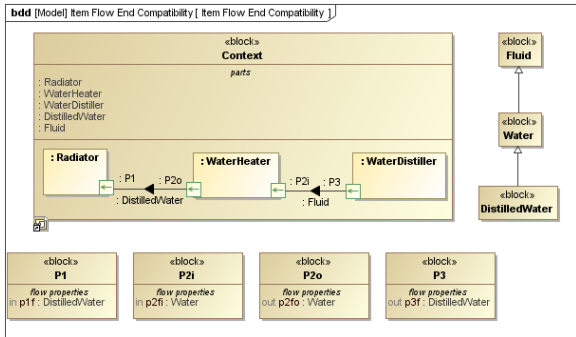 bdd [Model] Item Flow End Compatibility [ Item Flow End Compatibility ]
«block»
Context
parts
: Radiator
: WaterHeater
: WaterDistiller
: DistilledWater
: Fluid
: Radiator
: P1
: P2o
: DistilledWater
: WaterHeater
: P2i
: P3
: Fluid
: WaterDistiller
«block»
Fluid
«block»
Water
«block»
DistilledWater
«block»
P1
flow properties
in p1f : DistilledWater
«block»
P2i
flow properties
in p2fi : Water
«block»
P2o
flow properties
out p2fo : Water
«block»
P3
flow properties
out p3f : DistilledWater